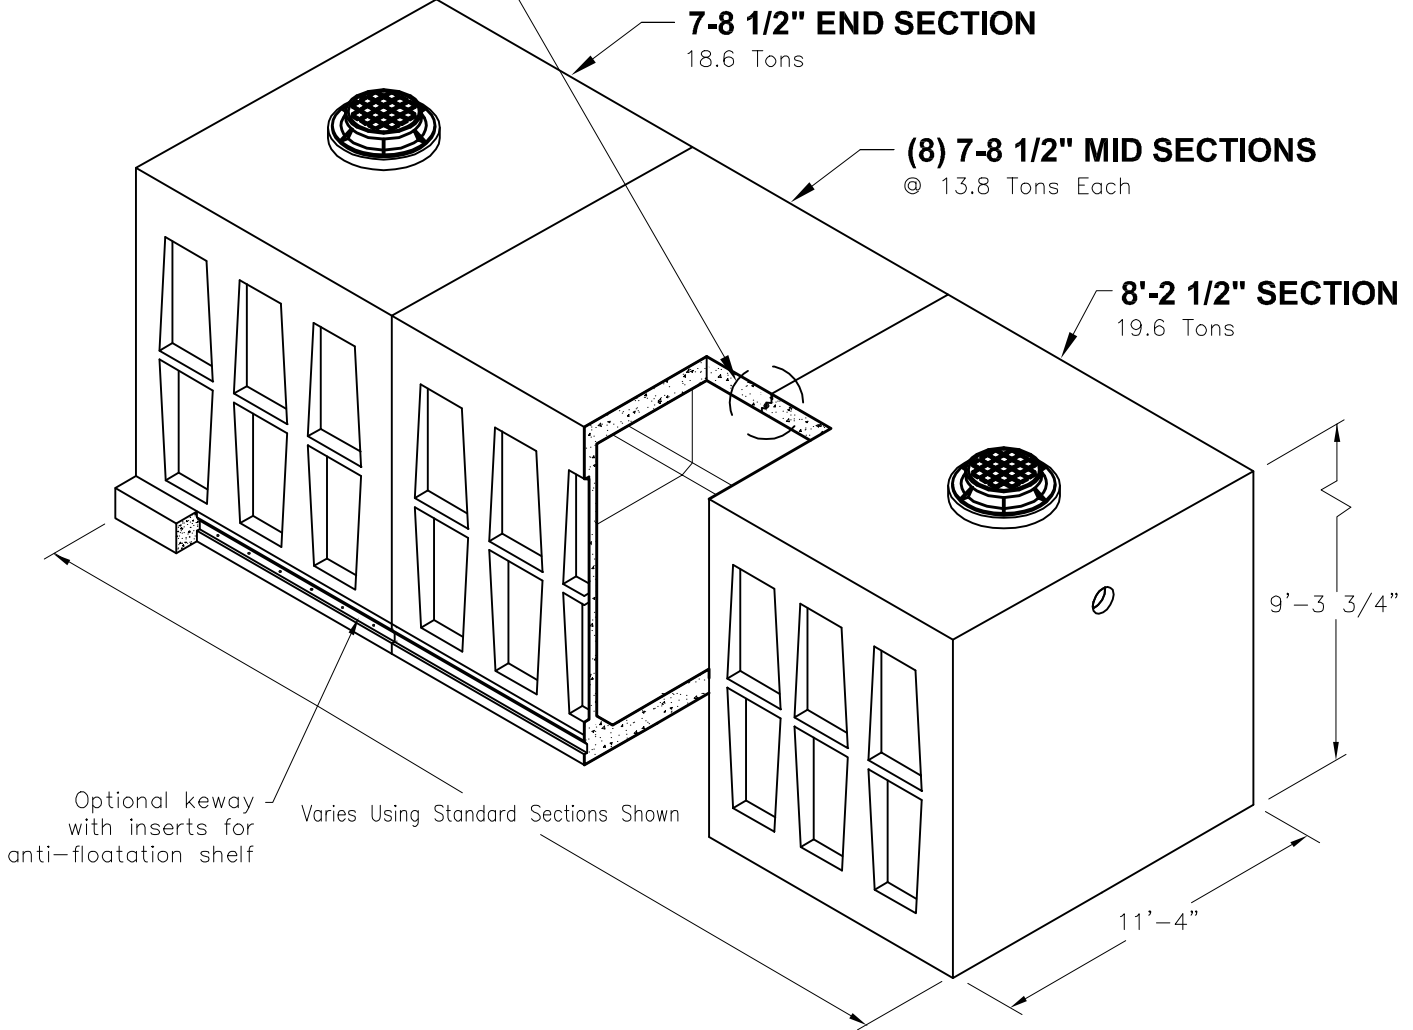 7-8 1/2" END SECTION
18.6 Tons
(8) 7-8 1/2" MID SECTIONS
@ 13.8 Tons Each
8'-2 1/2" SECTION
19.6 Tons
9'–3 3/4"
Optional keway
with inserts for
anti–floatation shelf
Varies Using Standard Sections Shown
11'–4"